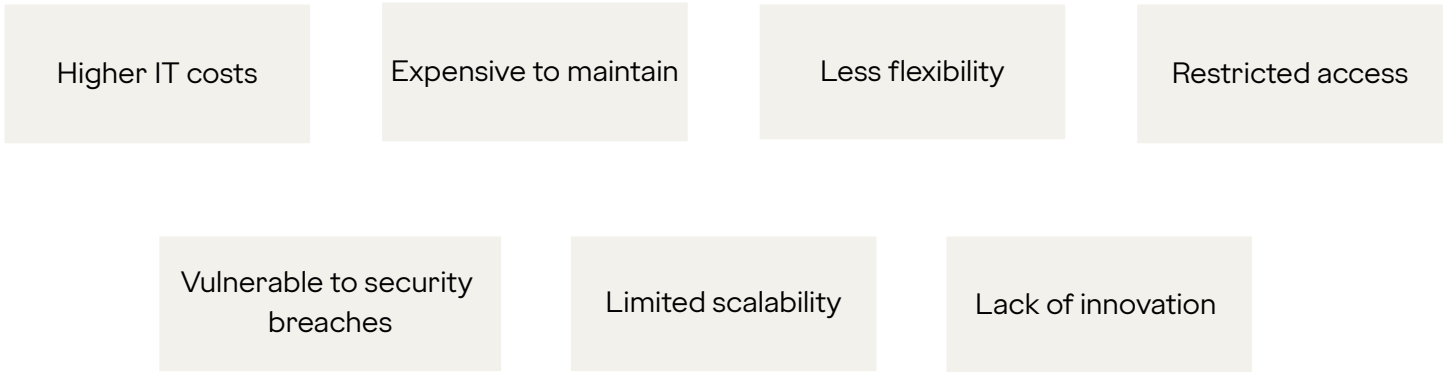 Higher IT costs
Expensive to maintain
Less flexibility
Restricted access
Vulnerable to security
breaches
Limited scalability
Lack of innovation